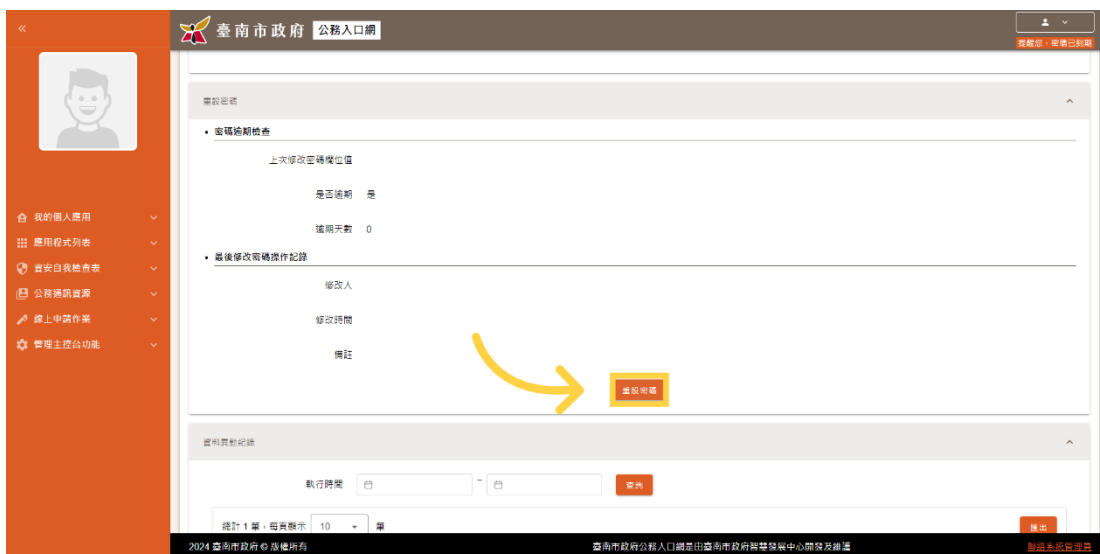 «
臺南市政府 公務入口網
提醒您，密碼已到期
我的個人應用
應用程式列表
資安自我檢查表
公務通訊資源
線上申請作業
管理主控台功能
重設密碼
• 密碼逾期檢查
上次修改密碼欄位值
是否逾期 是
逾期天數 0
• 最後修改密碼操作記錄
修改人
修改時間
備註
重設密碼
資料異動紀錄
執行時間 ~ 查詢
總計 1 筆，每頁顯示 10 筆 匯出
2024 臺南市政府 © 版權所有 臺南市政府公務入口網是由臺南市政府智慧發展中心開發及維護 聯絡系統管理員